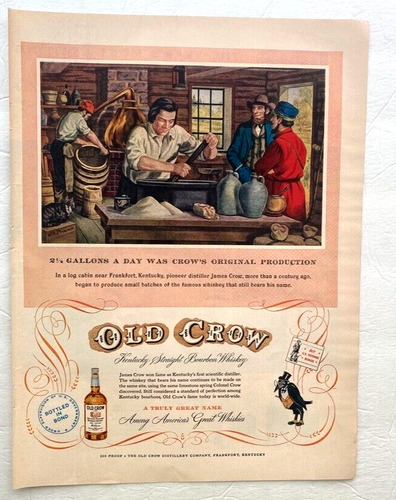 2½ GALLONS A DAY WAS CROW'S ORIGINAL PRODUCTION
In a log cabin near Frankfort, Kentucky, pioneer distiller James Crow, more than a century ago,
began to produce small batches of the famous whiskey that still bears his name.
OLD CROW
Kentucky Straight Bourbon Whiskey
James Crow won fame as Kentucky's first scientific distiller.
The whiskey that bears his name continues to be made on
the same site, using the same limestone spring Colonel Crow
discovered. Still considered a standard of perfection among
Kentucky bourbons, Old Crow's fame today is world-wide.
A TRULY GREAT NAME
Among America's Great Whiskies
BOTTLED
IN
BOND
OLD CROW
100 PROOF • THE OLD CROW DISTILLERY COMPANY, FRANKFORT, KENTUCKY